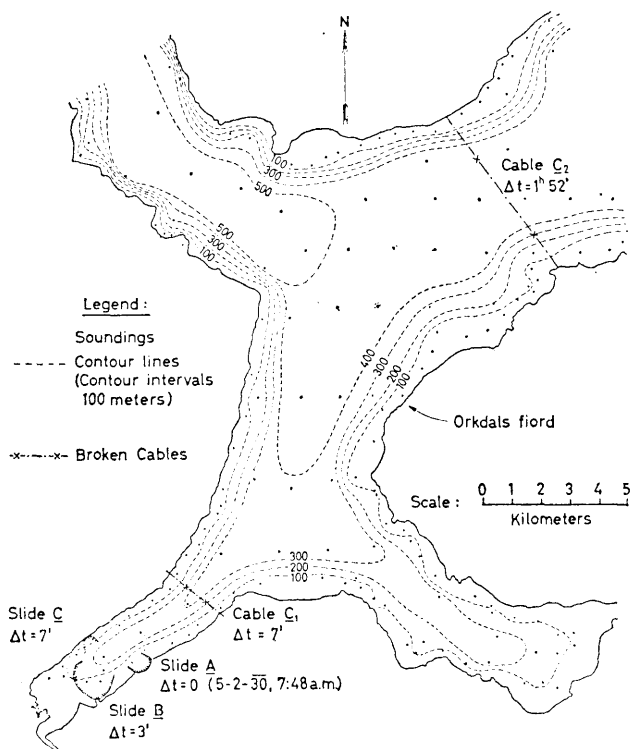 N
100
300
500
Cable C2
Δt=1h 52'
500
300
100
Legend :
Soundings
Contour lines
(Contour intervals
100 meters)
Broken Cables
400
300
200
100
Orkdals fiord
Scale :
0 1 2 3 4 5
Kilometers
300
200
100
Slide C
Δt=7'
Cable C1
Δt=7'
Slide A
Δt=0 (5-2-30, 7:48a.m.)
Slide B
Δt=3'